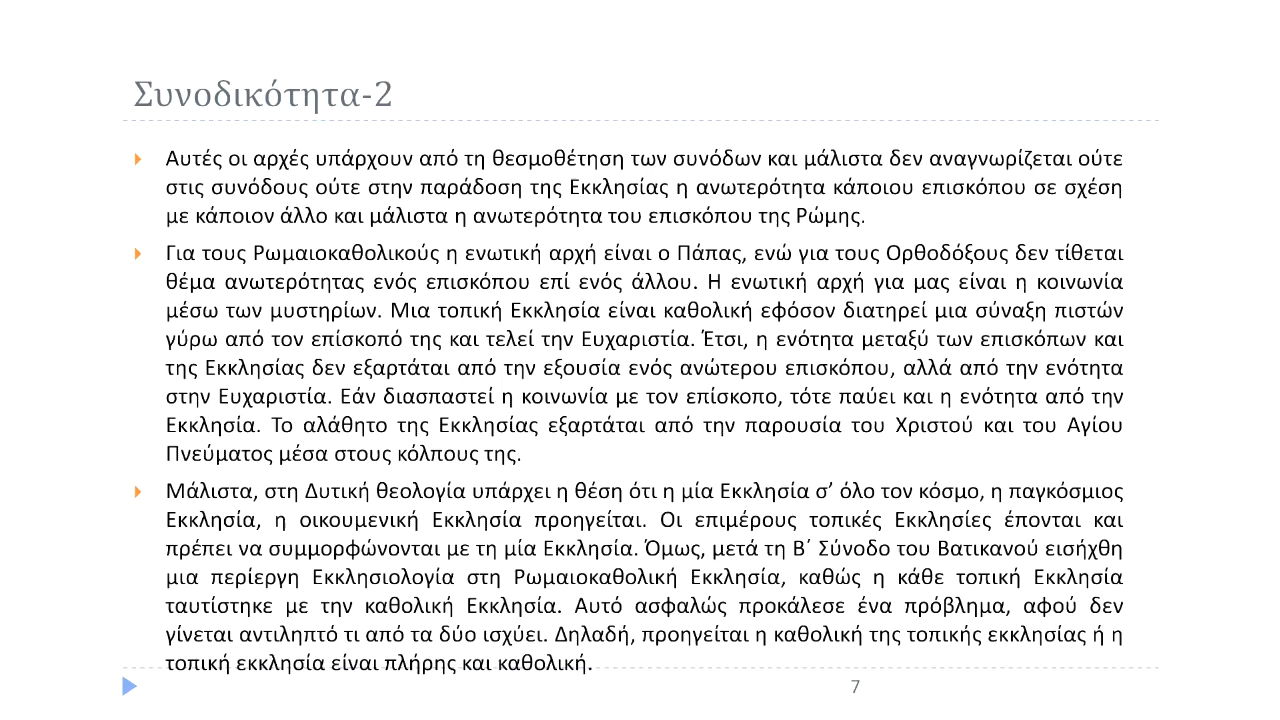 Συνοδικότητα-2
Αυτές οι αρχές υπάρχουν από τη θεσμοθέτηση των συνόδων και μάλιστα δεν αναγνωρίζεται ούτε
στις συνόδους ούτε στην παράδοση της Εκκλησίας η ανωτερότητα κάποιου επισκόπου σε σχέση
με κάποιον άλλο και μάλιστα η ανωτερότητα του επισκόπου της Ρώμης.
Για τους Ρωμαιοκαθολικούς η ενωτική αρχή είναι ο Πάπας, ενώ για τους Ορθοδόξους δεν τίθεται
θέμα ανωτερότητας ενός επισκόπου επί ενός άλλου. Η ενωτική αρχή για μας είναι η κοινωνία
μέσω των μυστηρίων. Μια τοπική Εκκλησία είναι καθολική εφόσον διατηρεί μια σύναξη πιστών
γύρω από τον επίσκοπό της και τελεί την Ευχαριστία. Έτσι, η ενότητα μεταξύ των επισκόπων και
της Εκκλησίας δεν εξαρτάται από την εξουσία ενός ανώτερου επισκόπου, αλλά από την ενότητα
στην Ευχαριστία. Εάν διασπαστεί η κοινωνία με τον επίσκοπο, τότε παύει και η ενότητα από την
Εκκλησία. Το αλάθητο της Εκκλησίας εξαρτάται από την παρουσία του Χριστού και του Αγίου
Πνεύματος μέσα στους κόλπους της.
Μάλιστα, στη Δυτική θεολογία υπάρχει η θέση ότι η μία Εκκλησία σ’ όλο τον κόσμο, η παγκόσμιος
Εκκλησία, η οικουμενική Εκκλησία προηγείται. Οι επιμέρους τοπικές Εκκλησίες έπονται και
πρέπει να συμμορφώνονται με τη μία Εκκλησία. Όμως, μετά τη Β΄ Σύνοδο του Βατικανού εισήχθη
μια περίεργη Εκκλησιολογία στη Ρωμαιοκαθολική Εκκλησία, καθώς η κάθε τοπική Εκκλησία
ταυτίστηκε με την καθολική Εκκλησία. Αυτό ασφαλώς προκάλεσε ένα πρόβλημα, αφού δεν
γίνεται αντιληπτό τι από τα δύο ισχύει. Δηλαδή, προηγείται η καθολική της τοπικής εκκλησίας ή η
τοπική εκκλησία είναι πλήρης και καθολική.
7